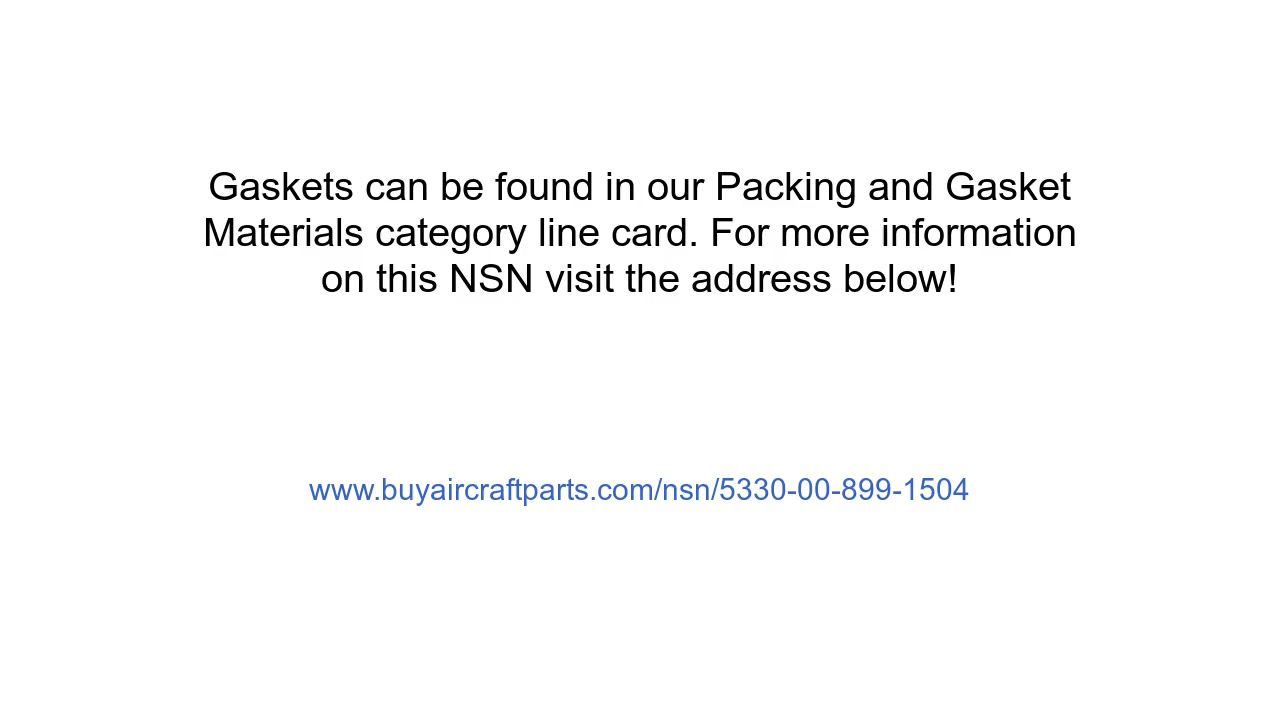 Gaskets can be found in our Packing and Gasket
Materials category line card. For more information
on this NSN visit the address below!
www.buyaircraftparts.com/nsn/5330-00-899-1504